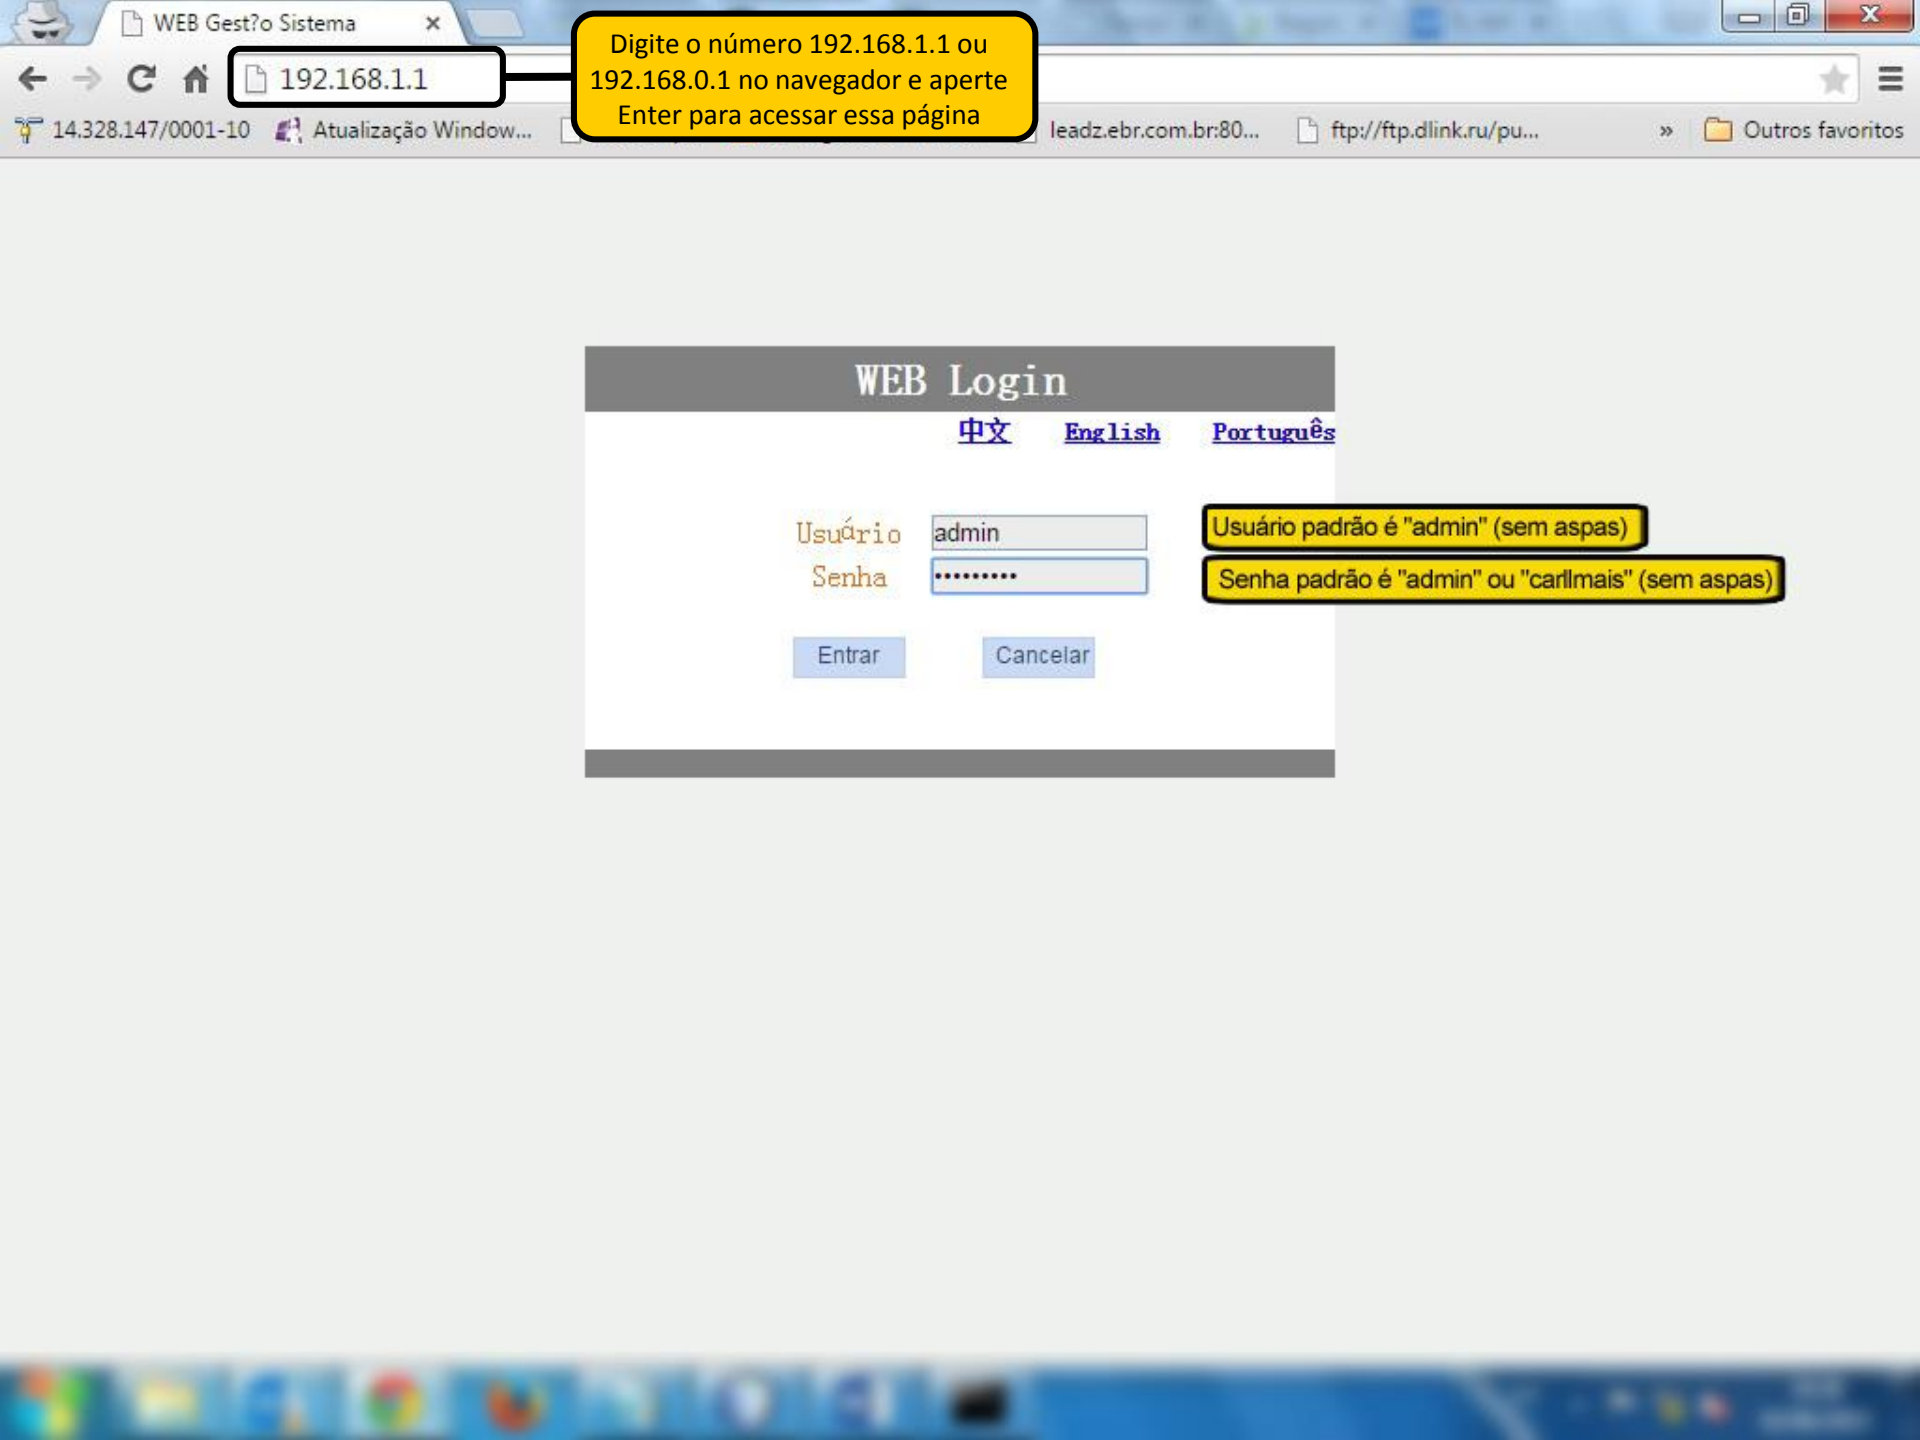 WEB Gest?o Sistema
Digite o número 192.168.1.1 ou
192.168.0.1 no navegador e aperte
Enter para acessar essa página
192.168.1.1
14.328.147/0001-10 Atualização Window... leadz.ebr.com.br:80... ftp://ftp.dlink.ru/pu... » Outros favoritos
WEB Login
中文 English Português
Usuário admin Usuário padrão é "admin" (sem aspas)
Senha ••••••••• Senha padrão é "admin" ou "carllmais" (sem aspas)
Entrar Cancelar